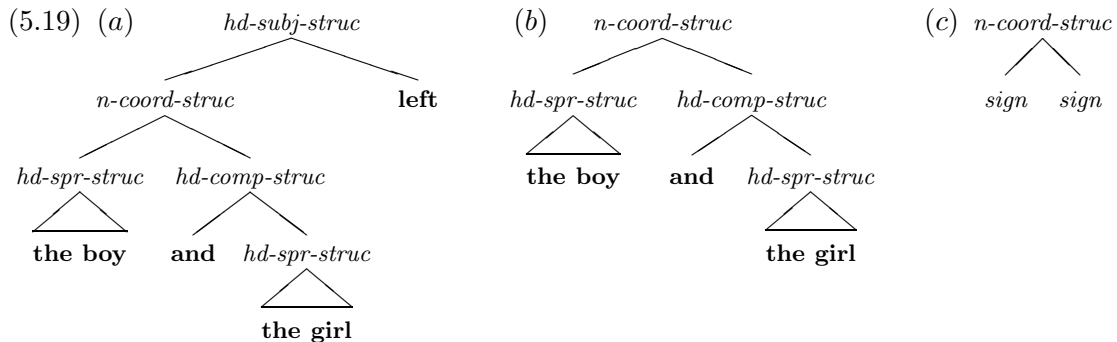 (5.19) (a) hd-subj-struc (b) n-coord-struc (c) n-coord-struc
n-coord-struc left hd-spr-struc hd-comp-struc sign sign
hd-spr-struc hd-comp-struc the boy and hd-spr-struc
the boy and hd-spr-struc the girl
the girl